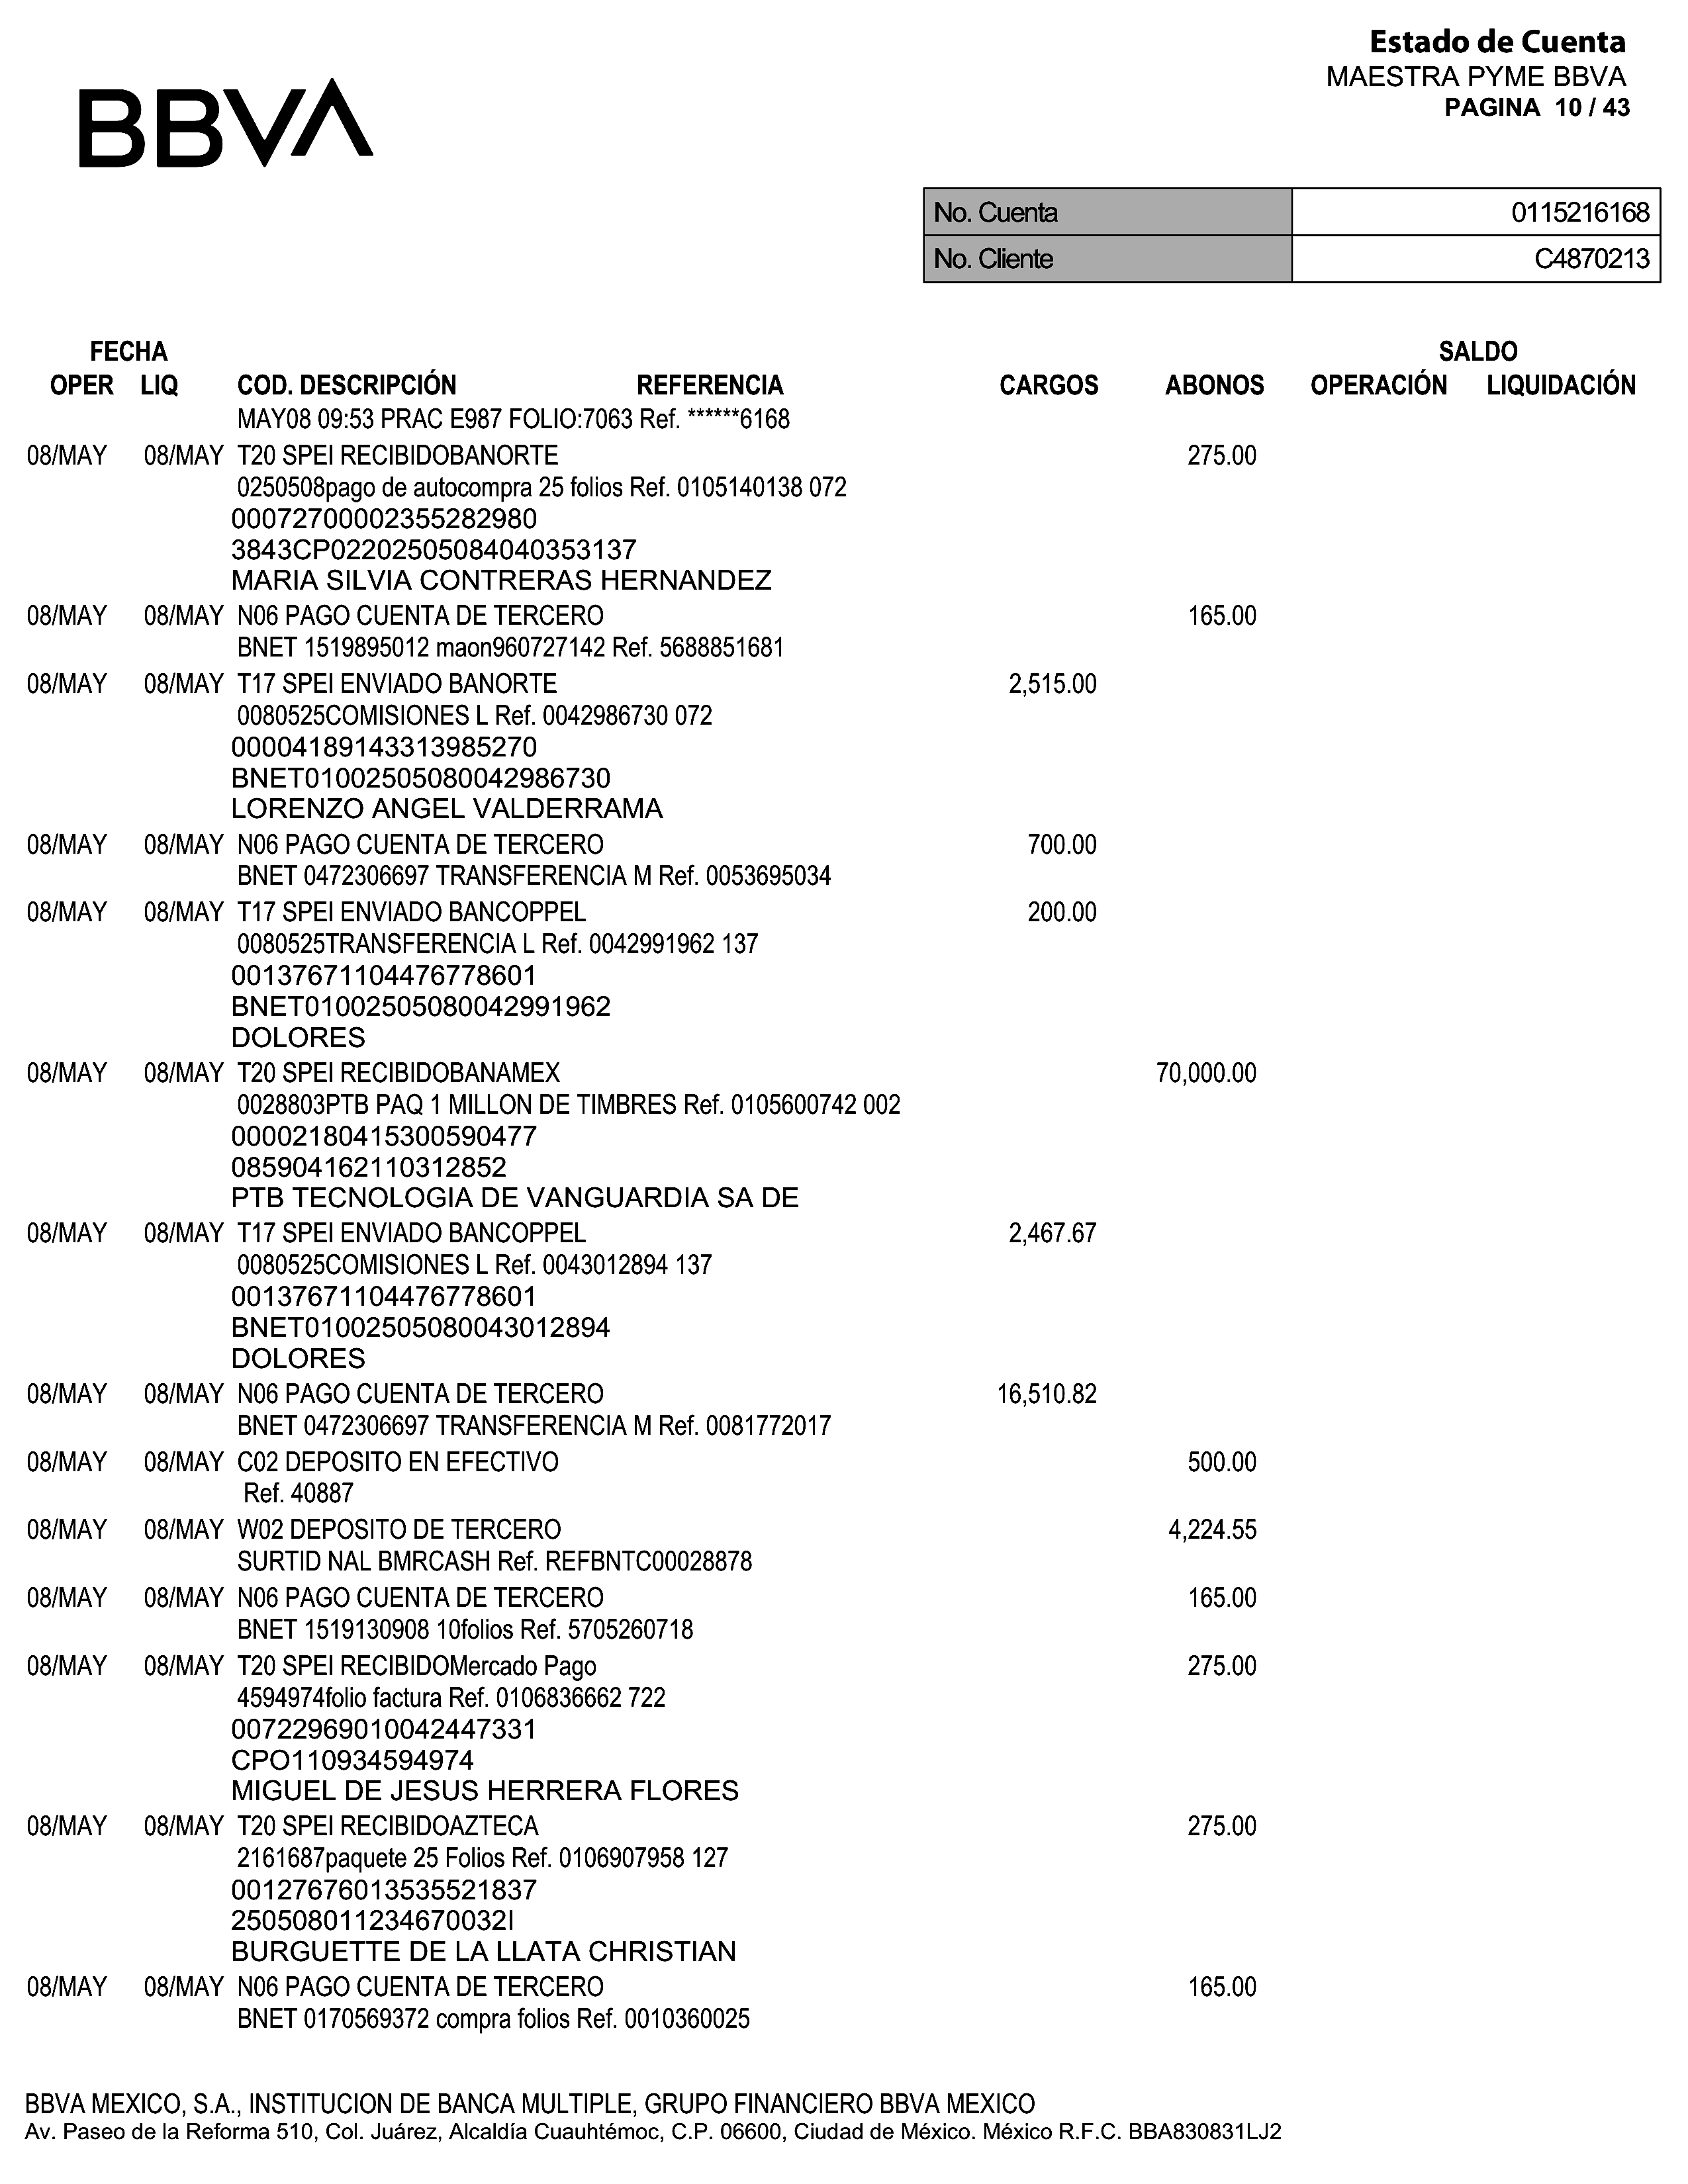 Estado de Cuenta
MAESTRA PYME BBVA
PAGINA 10 / 43
BBVA
No. Cuenta 0115216168
No. Cliente C4870213
FECHA SALDO
OPER LIQ COD. DESCRIPCIÓN REFERENCIA CARGOS ABONOS OPERACIÓN LIQUIDACIÓN
MAY08 09:53 PRAC E987 FOLIO:7063 Ref. ******6168
08/MAY 08/MAY T20 SPEI RECIBIDOBANORTE 275.00
0250508pago de autocompra 25 folios Ref. 0105140138 072
00072700002355282980
3843CP02202505084040353137
MARIA SILVIA CONTRERAS HERNANDEZ
08/MAY 08/MAY N06 PAGO CUENTA DE TERCERO 165.00
BNET 1519895012 maon960727142 Ref. 5688851681
08/MAY 08/MAY T17 SPEI ENVIADO BANORTE 2,515.00
0080525COMISIONES L Ref. 0042986730 072
00004189143313985270
BNET01002505080042986730
LORENZO ANGEL VALDERRAMA
08/MAY 08/MAY N06 PAGO CUENTA DE TERCERO 700.00
BNET 0472306697 TRANSFERENCIA M Ref. 0053695034
08/MAY 08/MAY T17 SPEI ENVIADO BANCOPPEL 200.00
0080525TRANSFERENCIA L Ref. 0042991962 137
00137671104476778601
BNET01002505080042991962
DOLORES
08/MAY 08/MAY T20 SPEI RECIBIDOBANAMEX 70,000.00
0028803PTB PAQ 1 MILLON DE TIMBRES Ref. 0105600742 002
00002180415300590477
085904162110312852
PTB TECNOLOGIA DE VANGUARDIA SA DE
08/MAY 08/MAY T17 SPEI ENVIADO BANCOPPEL 2,467.67
0080525COMISIONES L Ref. 0043012894 137
00137671104476778601
BNET01002505080043012894
DOLORES
08/MAY 08/MAY N06 PAGO CUENTA DE TERCERO 16,510.82
BNET 0472306697 TRANSFERENCIA M Ref. 0081772017
08/MAY 08/MAY C02 DEPOSITO EN EFECTIVO 500.00
Ref. 40887
08/MAY 08/MAY W02 DEPOSITO DE TERCERO 4,224.55
SURTID NAL BMRCASH Ref. REFBNTC00028878
08/MAY 08/MAY N06 PAGO CUENTA DE TERCERO 165.00
BNET 1519130908 10folios Ref. 5705260718
08/MAY 08/MAY T20 SPEI RECIBIDOMercado Pago 275.00
4594974folio factura Ref. 0106836662 722
00722969010042447331
CPO110934594974
MIGUEL DE JESUS HERRERA FLORES
08/MAY 08/MAY T20 SPEI RECIBIDOAZTECA 275.00
2161687paquete 25 Folios Ref. 0106907958 127
00127676013535521837
250508011234670032I
BURGUETTE DE LA LLATA CHRISTIAN
08/MAY 08/MAY N06 PAGO CUENTA DE TERCERO 165.00
BNET 0170569372 compra folios Ref. 0010360025
BBVA MEXICO, S.A., INSTITUCION DE BANCA MULTIPLE, GRUPO FINANCIERO BBVA MEXICO
Av. Paseo de la Reforma 510, Col. Juárez, Alcaldía Cuauhtémoc, C.P. 06600, Ciudad de México. México R.F.C. BBA830831LJ2